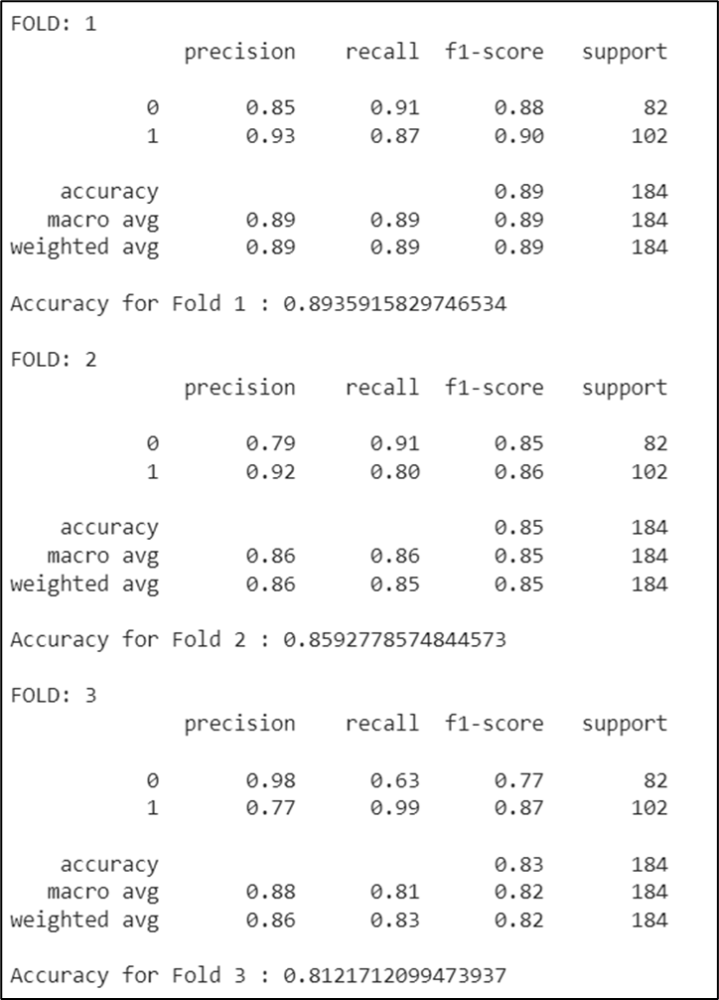 FOLD: 1
precision recall f1-score support
0 0.85 0.91 0.88 82
1 0.93 0.87 0.90 102
accuracy 0.89 184
macro avg 0.89 0.89 0.89 184
weighted avg 0.89 0.89 0.89 184
Accuracy for Fold 1 : 0.8935915829746534
FOLD: 2
precision recall f1-score support
0 0.79 0.91 0.85 82
1 0.92 0.80 0.86 102
accuracy 0.85 184
macro avg 0.86 0.86 0.85 184
weighted avg 0.86 0.85 0.85 184
Accuracy for Fold 2 : 0.8592778574844573
FOLD: 3
precision recall f1-score support
0 0.98 0.63 0.77 82
1 0.77 0.99 0.87 102
accuracy 0.83 184
macro avg 0.88 0.81 0.82 184
weighted avg 0.86 0.83 0.82 184
Accuracy for Fold 3 : 0.8121712099473937